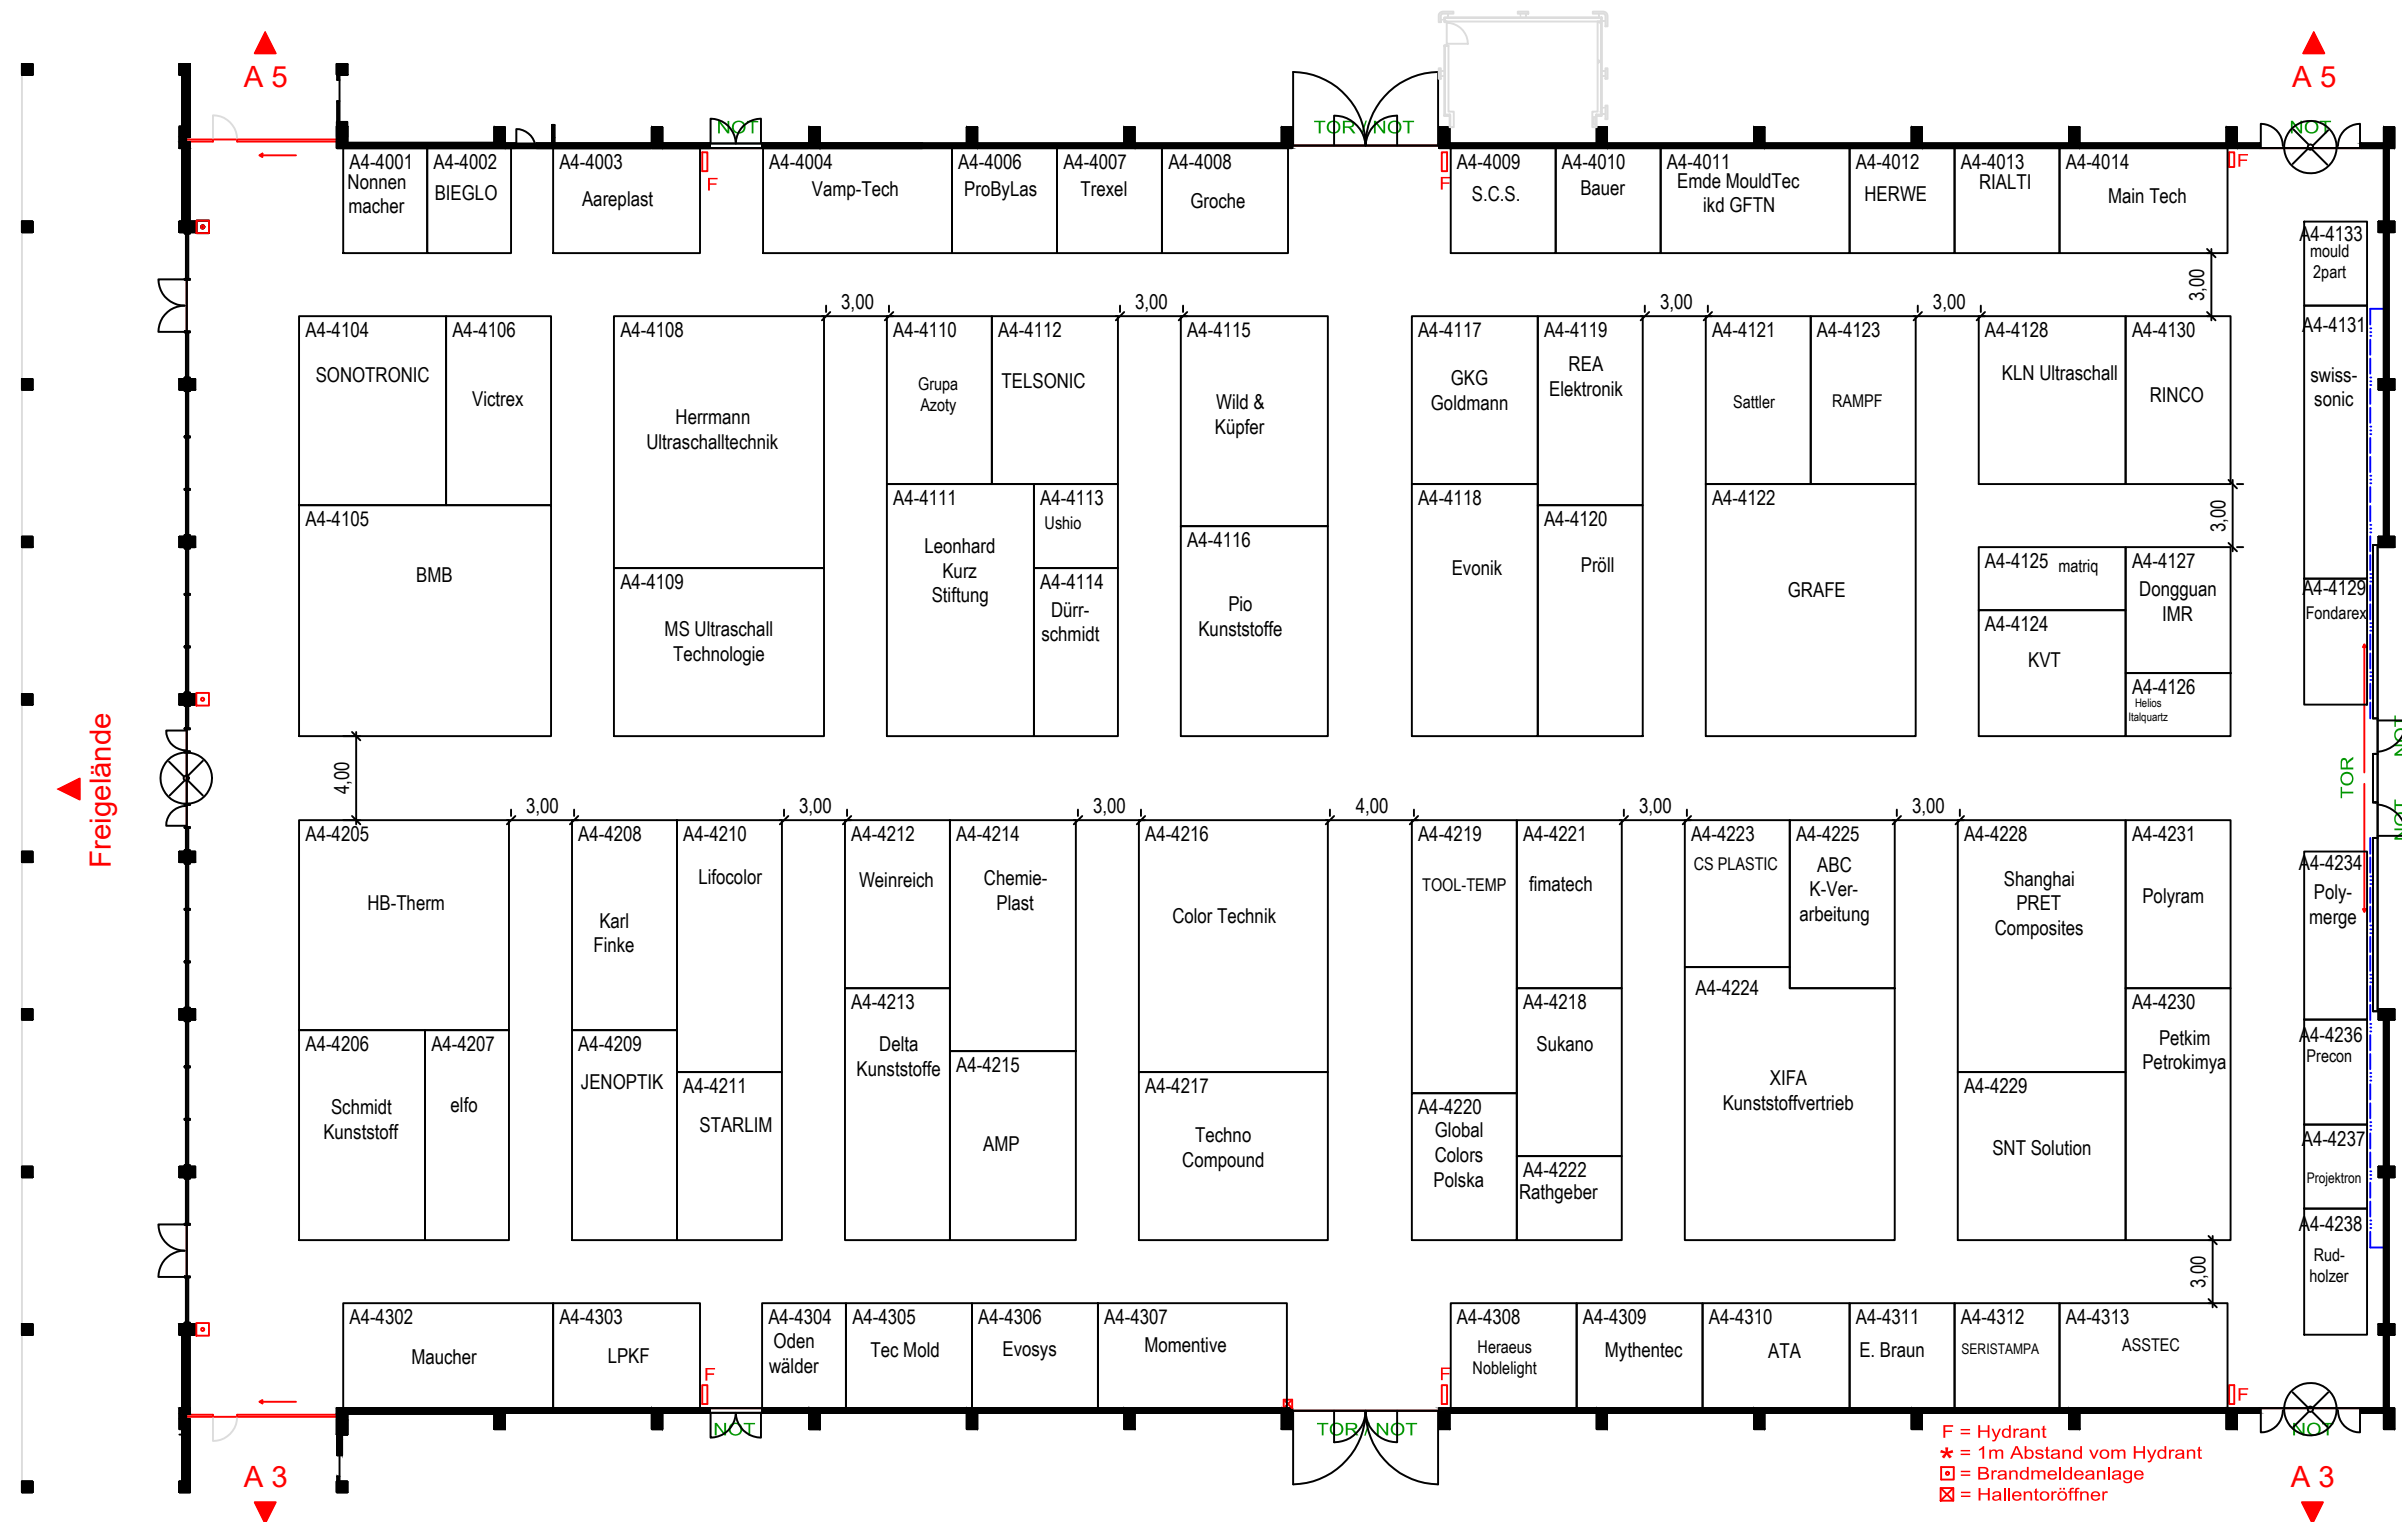 A 5
A 5
NOT
TOR / NOT
NOT
A4-4001
Nonnen
macher
A4-4002
BIEGLO
A4-4003
Aareplast
F
A4-4004
Vamp-Tech
A4-4006
ProByLas
A4-4007
Trexel
A4-4008
Groche
F
A4-4009
S.C.S.
A4-4010
Bauer
A4-4011
Emde MouldTec
ikd GFTN
A4-4012
HERWE
A4-4013
RIALTI
A4-4014
Main Tech
F
A4-4133
mould
2part
3,00
3,00
3,00
3,00
3,00
A4-4104
SONOTRONIC
A4-4106
Victrex
A4-4108
Herrmann
Ultraschalltechnik
A4-4110
Grupa
Azoty
A4-4112
TELSONIC
A4-4115
Wild &
Küpfer
A4-4117
GKG
Goldmann
A4-4119
REA
Elektronik
A4-4121
Sattler
A4-4123
RAMPF
A4-4128
KLN Ultraschall
A4-4130
RINCO
A4-4131
swiss-
sonic
A4-4105
BMB
A4-4109
MS Ultraschall
Technologie
A4-4111
Leonhard
Kurz
Stiftung
A4-4113
Ushio
A4-4114
Dürr-
schmidt
A4-4116
Pio
Kunststoffe
A4-4118
Evonik
A4-4120
Pröll
A4-4122
GRAFE
3,00
A4-4125 matriq
A4-4127
Dongguan
IMR
A4-4124
KVT
A4-4126
Helios
Italquartz
A4-4129
Fondarex
Freigelände
4,00
TOR
NOT
NOT
3,00
3,00
3,00
4,00
3,00
3,00
A4-4205
HB-Therm
A4-4208
Karl
Finke
A4-4210
Lifocolor
A4-4212
Weinreich
A4-4214
Chemie-
Plast
A4-4216
Color Technik
A4-4219
TOOL-TEMP
A4-4221
fimatech
A4-4223
CS PLASTIC
A4-4225
ABC
K-Ver-
arbeitung
A4-4228
Shanghai
PRET
Composites
A4-4231
Polyram
A4-4234
Poly-
merge
A4-4206
Schmidt
Kunststoff
A4-4207
elfo
A4-4209
JENOPTIK
A4-4211
STARLIM
A4-4213
Delta
Kunststoffe
A4-4215
AMP
A4-4217
Techno
Compound
A4-4220
Global
Colors
Polska
A4-4218
Sukano
A4-4222
Rathgeber
A4-4224
XIFA
Kunststoffvertrieb
A4-4229
SNT Solution
A4-4230
Petkim
Petrokimya
A4-4236
Precon
A4-4237
Projektron
A4-4238
Rud-
holzer
3,00
A4-4302
Maucher
A4-4303
LPKF
F
A4-4304
Oden
wälder
A4-4305
Tec Mold
A4-4306
Evosys
A4-4307
Momentive
F
A4-4308
Heraeus
Noblelight
A4-4309
Mythentec
A4-4310
ATA
A4-4311
E. Braun
A4-4312
SERISTAMPA
A4-4313
ASSTEC
F
NOT
TOR / NOT
NOT
F = Hydrant
* = 1m Abstand vom Hydrant
= Brandmeldeanlage
= Hallentoröffner
A 3
A 3